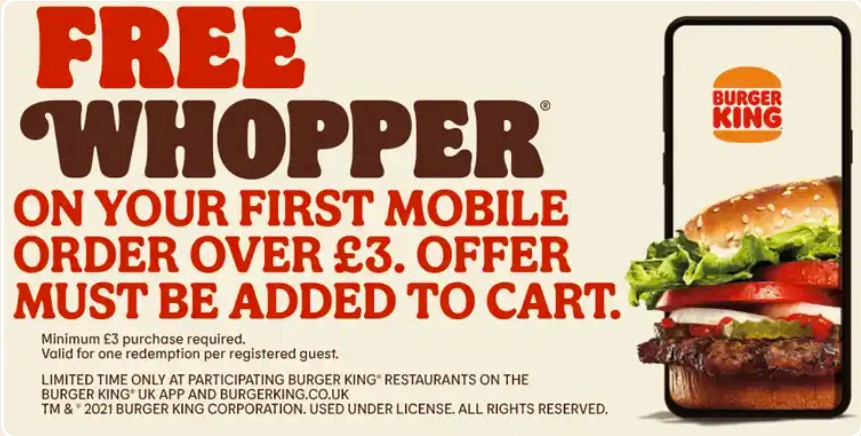 FREE
WHOPPER®
ON YOUR FIRST MOBILE
ORDER OVER £3. OFFER
MUST BE ADDED TO CART.
Minimum £3 purchase required.
Valid for one redemption per registered guest.
LIMITED TIME ONLY AT PARTICIPATING BURGER KING® RESTAURANTS ON THE
BURGER KING® UK APP AND BURGERKING.CO.UK
TM & ® 2021 BURGER KING CORPORATION. USED UNDER LICENSE. ALL RIGHTS RESERVED.
BURGER
KING